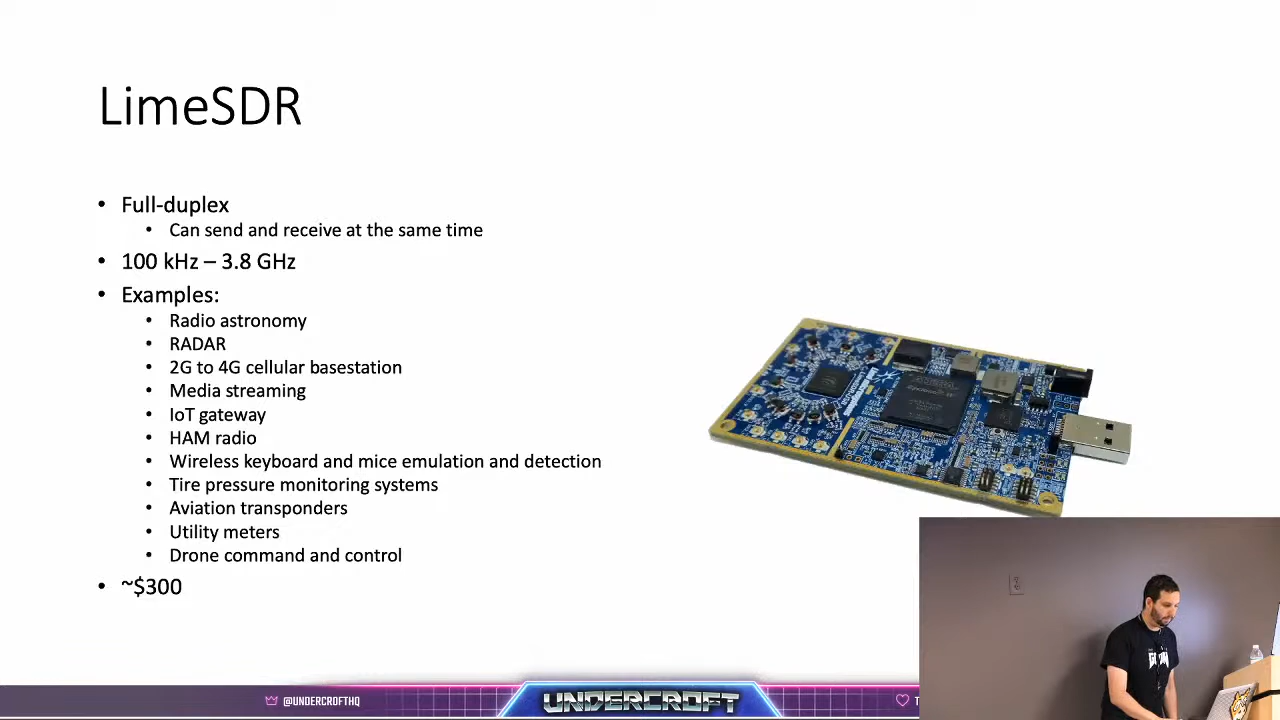 LimeSDR
• Full-duplex
• Can send and receive at the same time
• 100 kHz – 3.8 GHz
• Examples:
• Radio astronomy
• RADAR
• 2G to 4G cellular basestation
• Media streaming
• IoT gateway
• HAM radio
• Wireless keyboard and mice emulation and detection
• Tire pressure monitoring systems
• Aviation transponders
• Utility meters
• Drone command and control
• ~$300
@UNDERCROFTHQ
UNDERCROFT
T